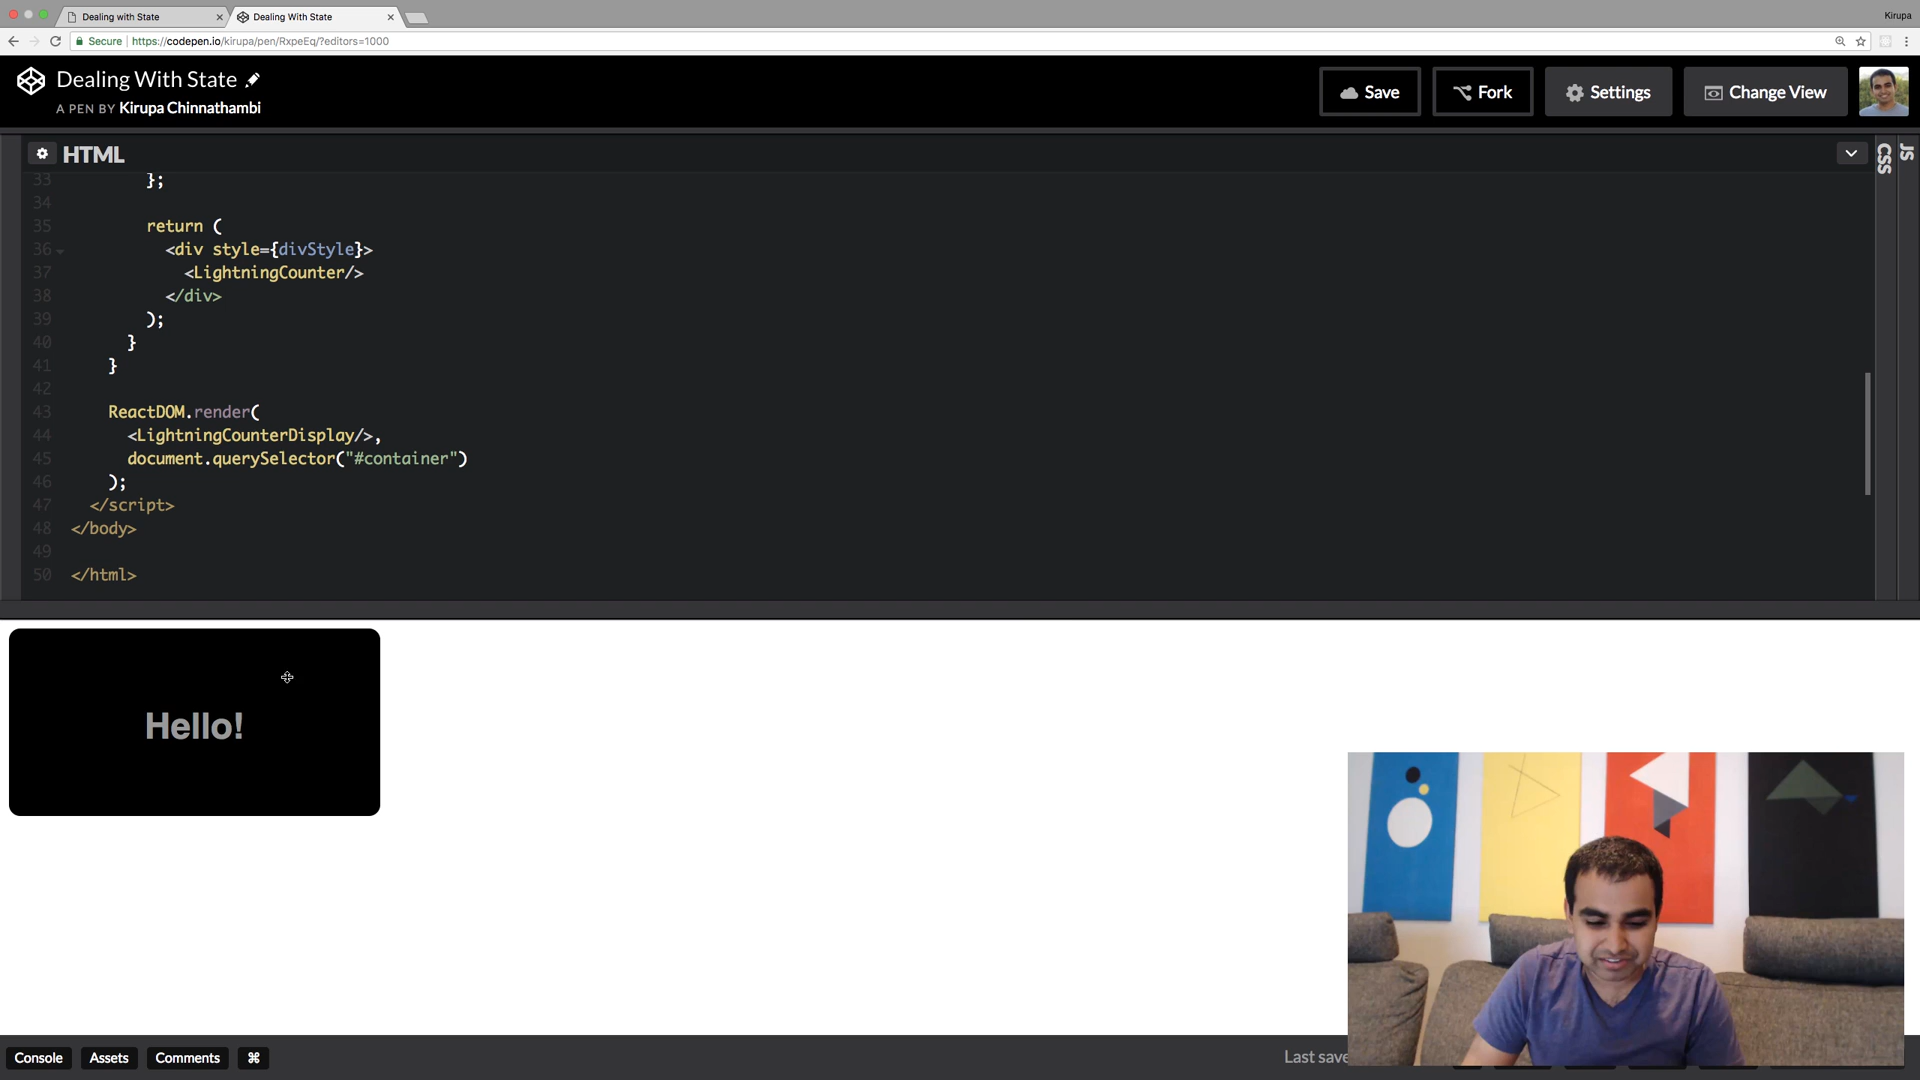 Dealing with State
Dealing With State
Kirupa
Secure https://codepen.io/kirupa/pen/RxpeEq/?editors=1000
Dealing With State
A PEN BY Kirupa Chinnathambi
Save
Fork
Settings
Change View
HTML
CSS
JS
33 };
34
35 return (
36 <div style={divStyle}>
37 <LightningCounter/>
38 </div>
39 );
40 }
41 }
42
43 ReactDOM.render(
44 <LightningCounterDisplay/>,
45 document.querySelector("#container")
46 );
47 </script>
48 </body>
49
50 </html>
Hello!
Console Assets Comments ⌘
Last save